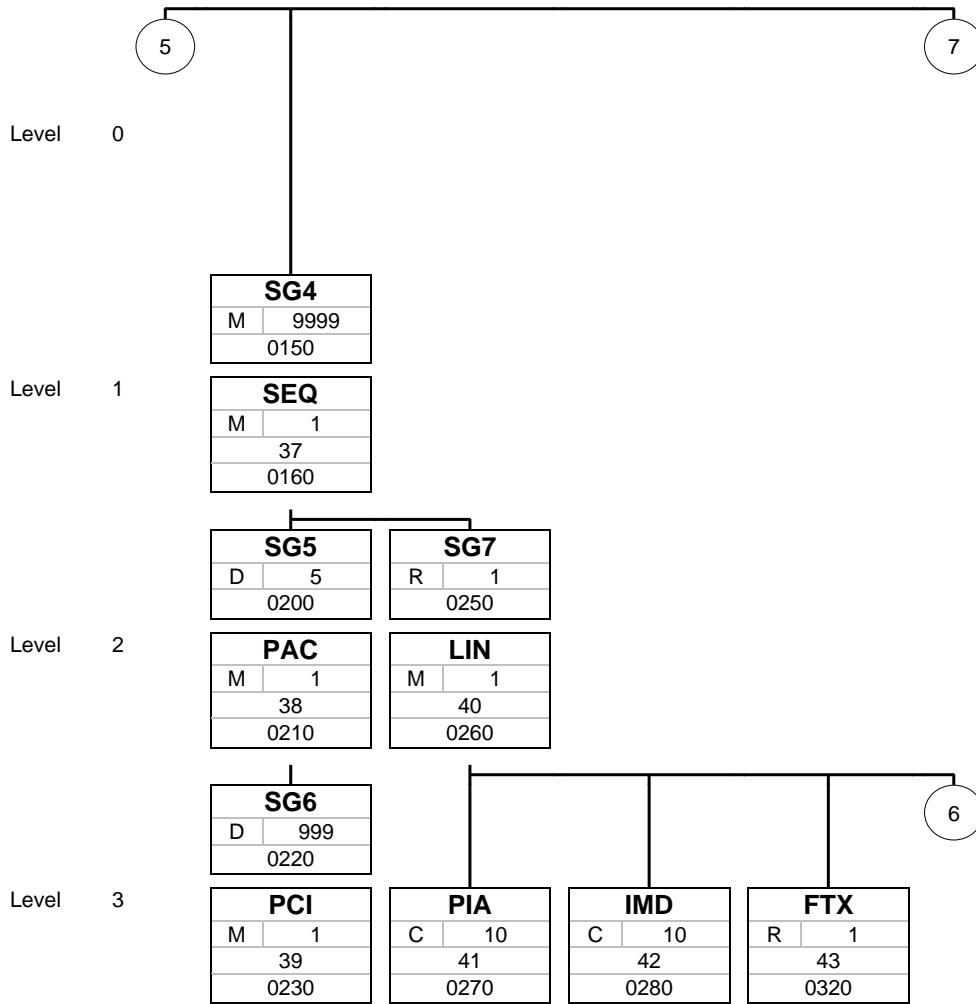 5 7
Level 0
SG4
M 9999
0150
Level 1
SEQ
M 1
37
0160
SG5 SG7
D 5 R 1
0200 0250
Level 2
PAC LIN
M 1 M 1
38 40
0210 0260
SG6
D 999
0220
6
Level 3
PCI PIA IMD FTX
M 1 C 10 C 10 R 1
39 41 42 43
0230 0270 0280 0320